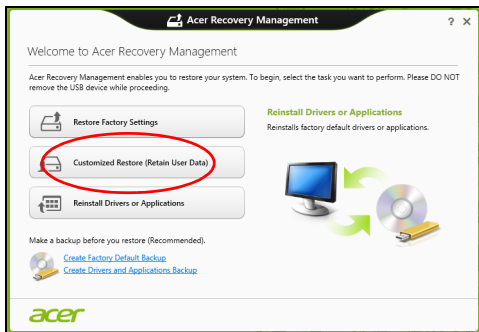 Acer Recovery Management
? X
Welcome to Acer Recovery Management
Acer Recovery Management enables you to restore your system. To begin, select the task you want to perform. Please DO NOT
remove the USB device while proceeding.
Restore Factory Settings
Customized Restore (Retain User Data)
Reinstall Drivers or Applications
Reinstall Drivers or Applications
Reinstalls factory default drivers or applications.
Make a backup before you restore (Recommended).
Create Factory Default Backup
Create Drivers and Applications Backup
acer